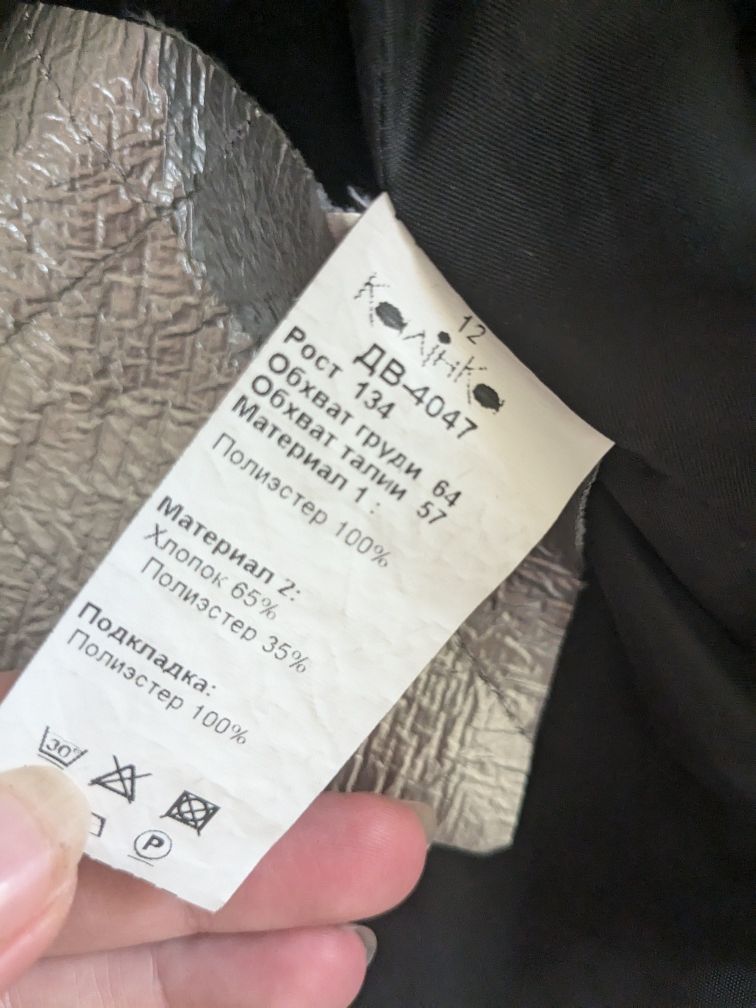 12
Колінко
ДВ-4047
Рост 134
Обхват груди 64
Обхват талии 57
Материал 1:
Полиэстер 100%
Материал 2:
Хлопок 65%
Полиэстер 35%
Подкладка:
Полиэстер 100%
30°
P